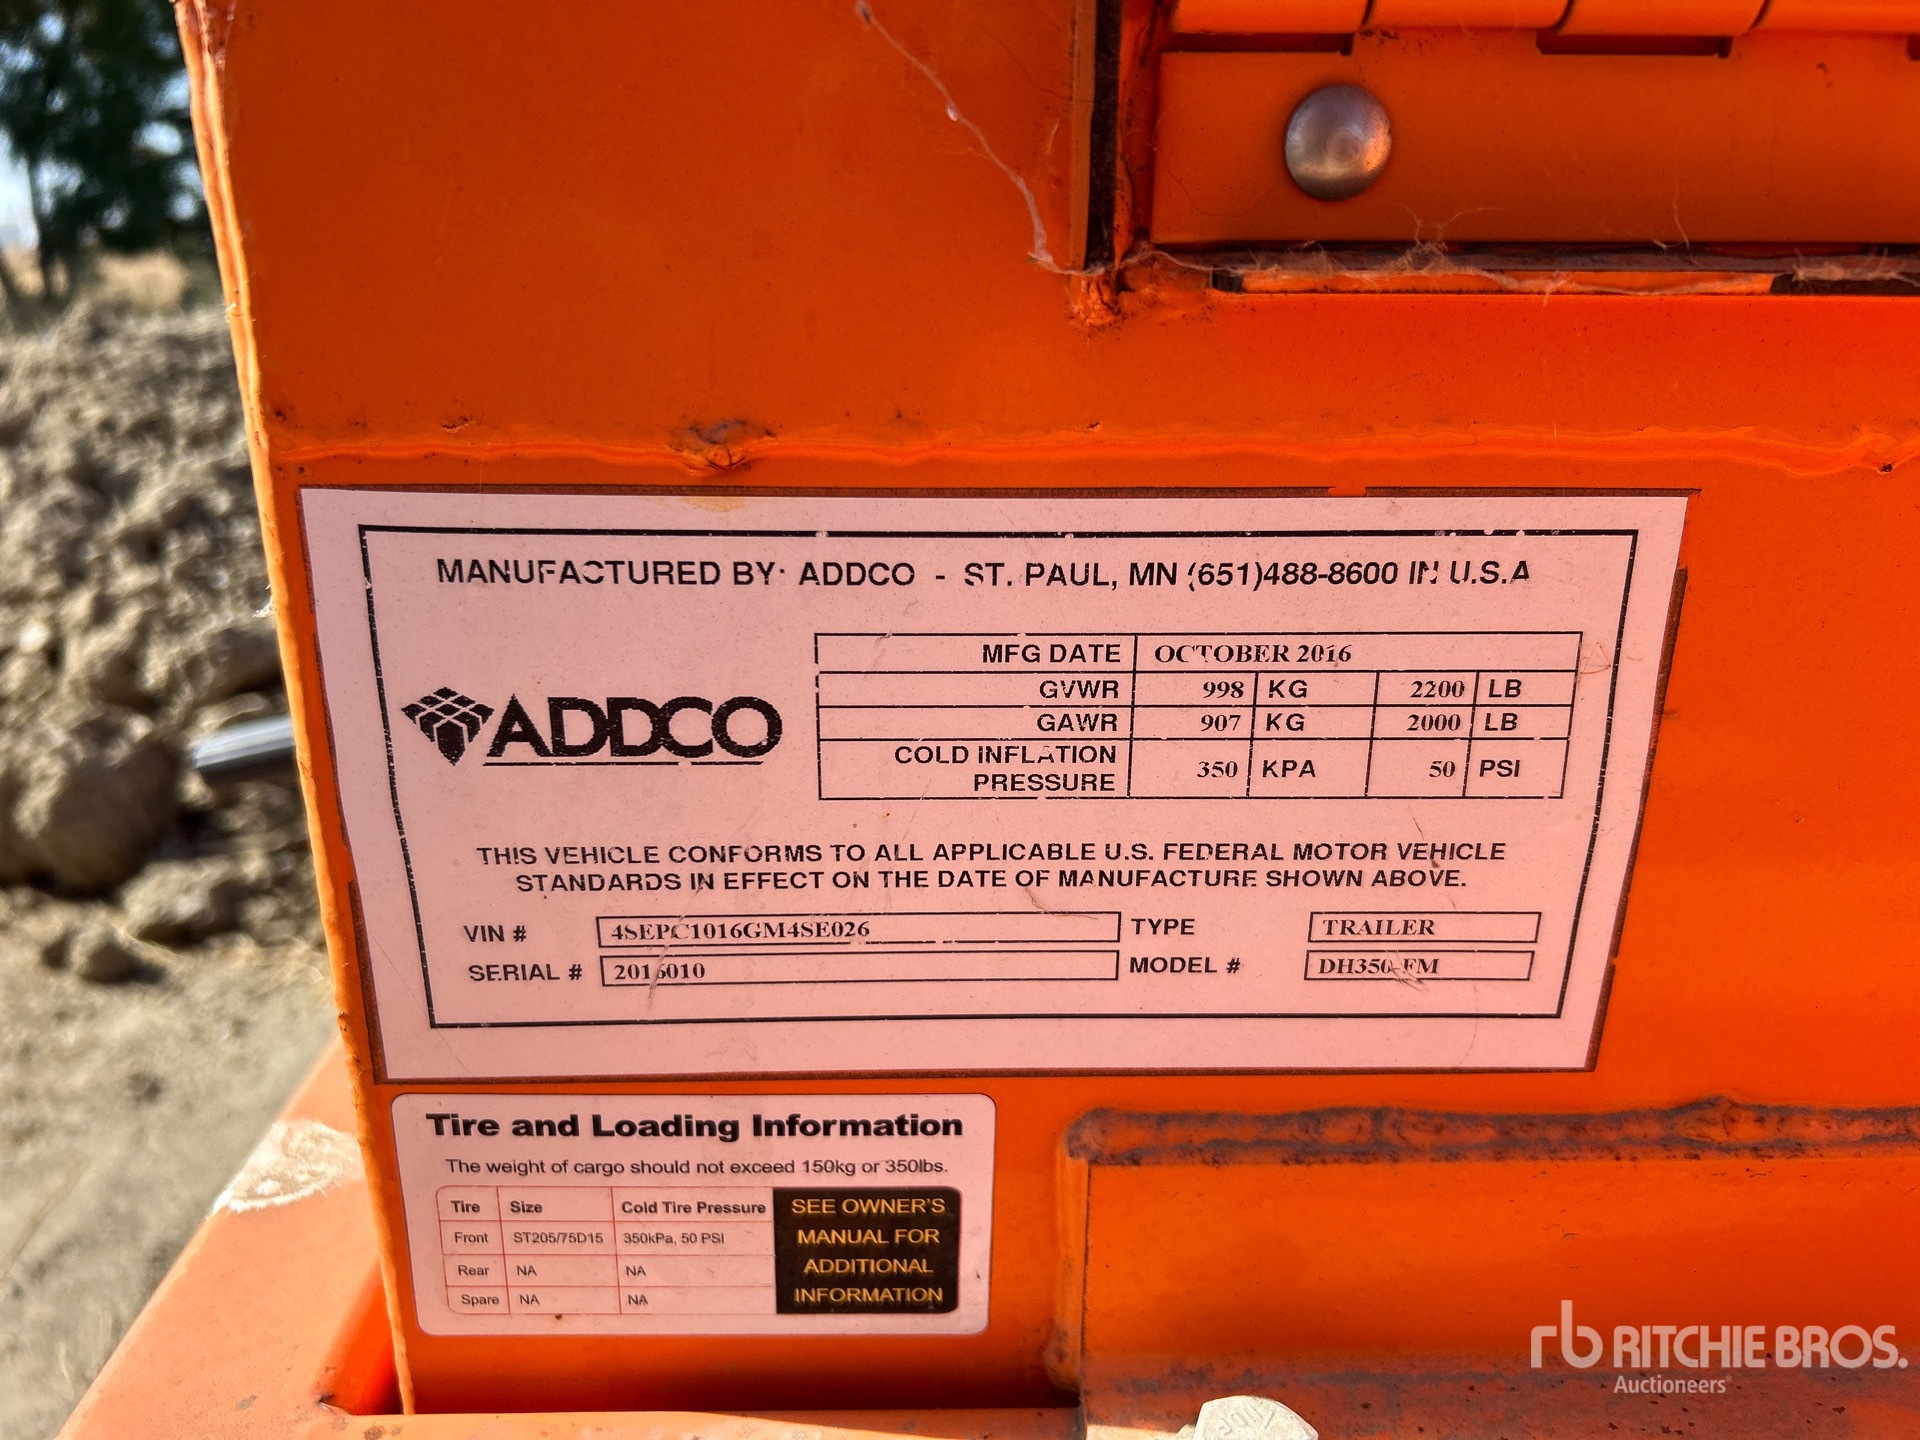 MANUFACTURED BY: ADDCO - ST. PAUL, MN (651)488-8600 IN U.S.A
ADDCO
MFG DATE OCTOBER 2016
GVWR 998 KG 2200 LB
GAWR 907 KG 2000 LB
COLD INFLATION PRESSURE 350 KPA 50 PSI
THIS VEHICLE CONFORMS TO ALL APPLICABLE U.S. FEDERAL MOTOR VEHICLE
STANDARDS IN EFFECT ON THE DATE OF MANUFACTURE SHOWN ABOVE.
VIN # 4SEPC1016GM4SE026 TYPE TRAILER
SERIAL # 2016010 MODEL # DH350-FM
Tire and Loading Information
The weight of cargo should not exceed 150kg or 350lbs.
Tire Size Cold Tire Pressure
Front ST205/75D15 350kPa, 50 PSI
Rear NA NA
Spare NA NA
SEE OWNER'S
MANUAL FOR
ADDITIONAL
INFORMATION
rb RITCHIE BROS.
Auctioneers